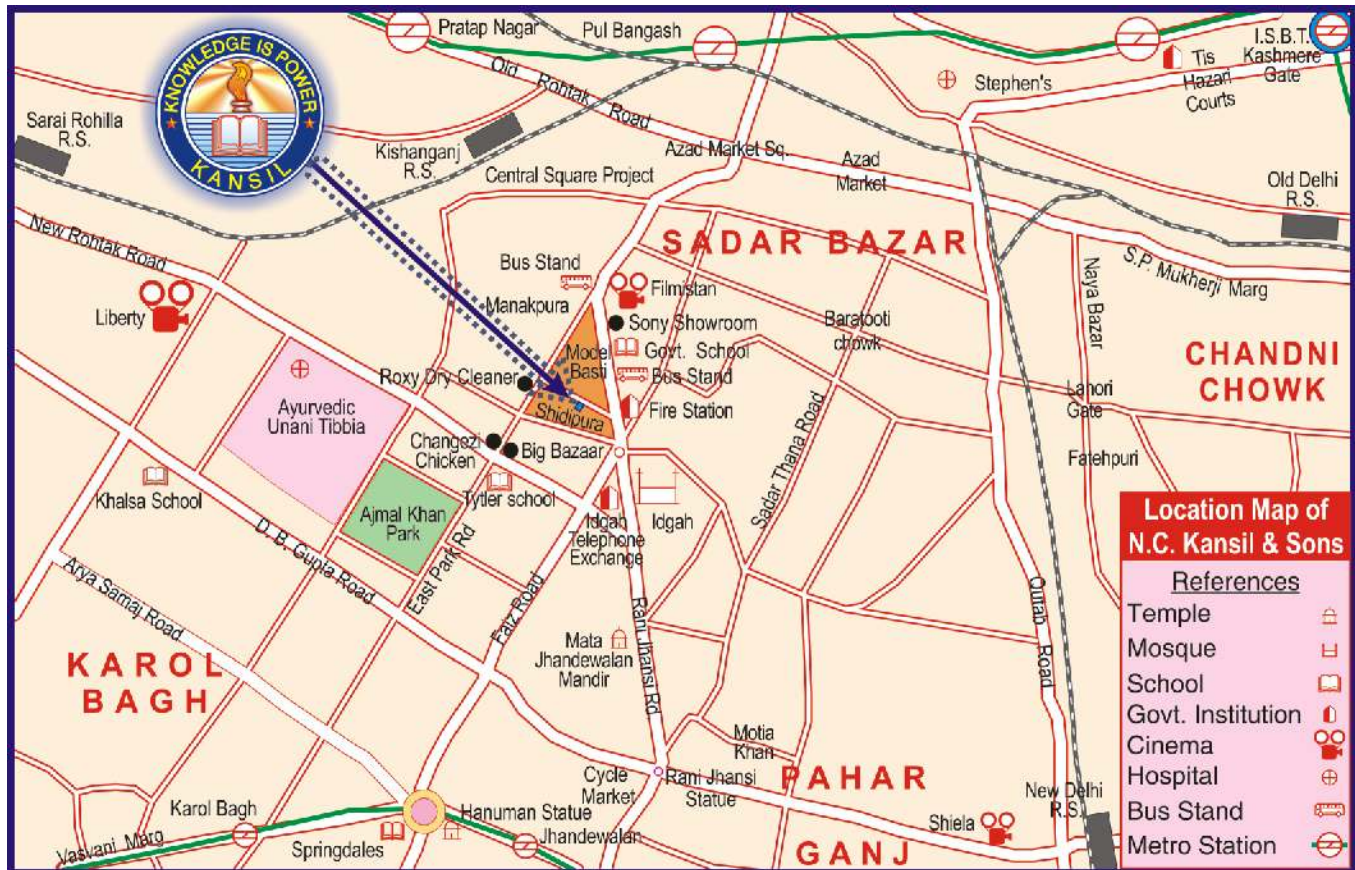 Pratap Nagar
Pul Bangash
I.S.B.T.
Kashmere
Gate
Tis
Hazari
Courts
Stephen's
KNOWLEDGE IS POWER
KANSIL
Old Rohtak Road
Sarai Rohilla
R.S.
Kishanganj
R.S.
Azad Market Sq.
Azad
Market
Central Square Project
Old Delhi
R.S.
New Rohtak Road
SADAR BAZAR
S.P. Mukherji Marg
Naya Bazar
Bus Stand
Filmistan
Manakpura
Liberty
Sony Showroom
Baratooti
chowk
CHANDNI
CHOWK
Model
Basti
Govt. School
Roxy Dry Cleaner
Bus Stand
Lahori
Gate
Shidipura
Fire Station
Ayurvedic
Unani Tibbia
Changezi
Chicken
Big Bazaar
Sadar Thana Road
Fatehpuri
Khalsa School
Tytler school
Ajmal Khan
Park
Idgah
Telephone
Exchange
Idgah
D. B. Gupta Road
East Park Rd
Arya Samaj Road
Faiz Road
Rani Jhansi Rd
Qutab Road
Mata
Jhandewalan
Mandir
KAROL
BAGH
Motia
Khan
Cycle
Market
Rani Jhansi
Statue
PAHAR
GANJ
New Delhi
R.S.
Karol Bagh
Hanuman Statue
Jhandewalan
Shiela
Vasvani Marg
Springdales
Location Map of
N.C. Kansil & Sons
References
Temple
Mosque
School
Govt. Institution
Cinema
Hospital
Bus Stand
Metro Station